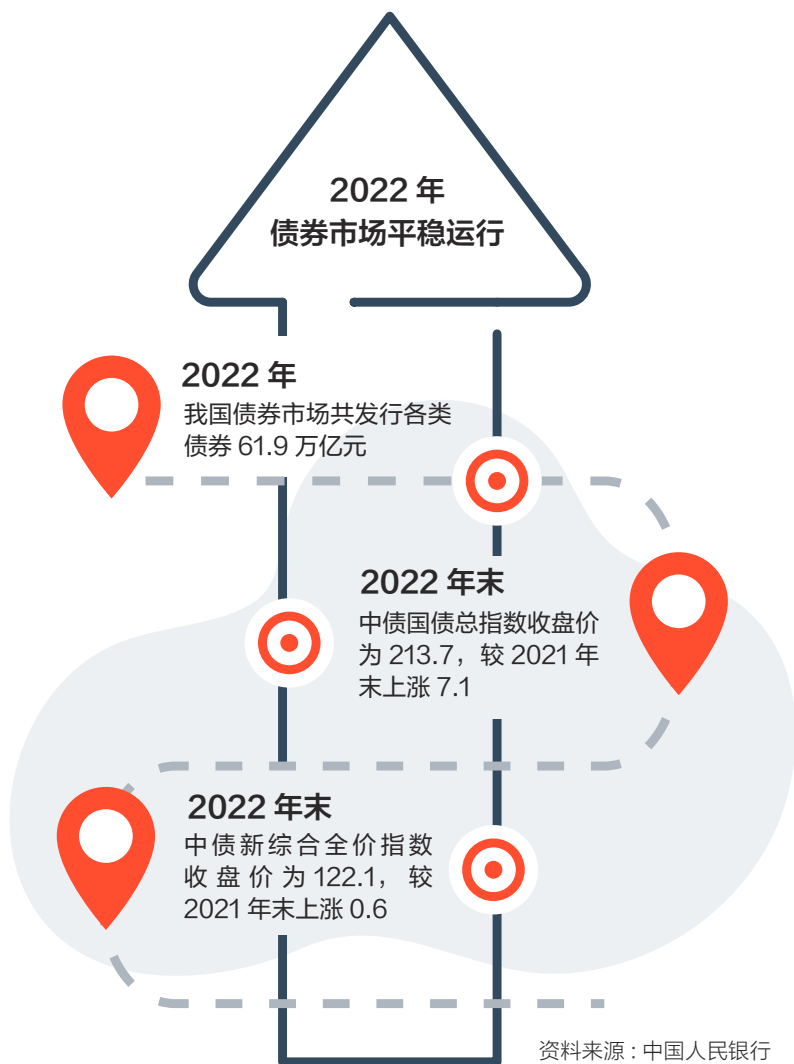 2022 年
债券市场平稳运行
2022 年
我国债券市场共发行各类
债券 61.9 万亿元
2022 年末
中债国债总指数收盘价
为 213.7，较 2021 年
末上涨 7.1
2022 年末
中债新综合全价指数
收盘价为 122.1，较
2021 年末上涨 0.6
资料来源：中国人民银行